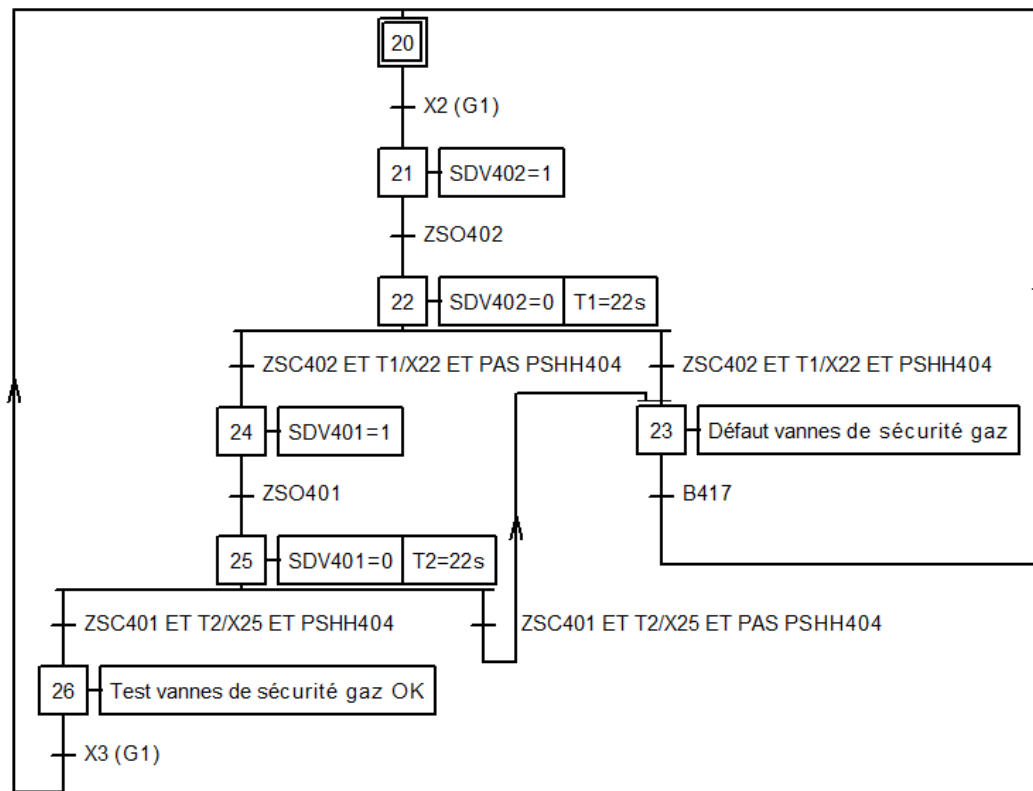 20
X2 (G1)
21
SDV402=1
ZSO402
22
SDV402=0
T1=22s
ZSC402 ET T1/X22 ET PAS PSHH404
ZSC402 ET T1/X22 ET PSHH404
24
SDV401=1
23
Défaut vannes de sécurité gaz
ZSO401
B417
25
SDV401=0
T2=22s
ZSC401 ET T2/X25 ET PSHH404
ZSC401 ET T2/X25 ET PAS PSHH404
26
Test vannes de sécurité gaz OK
X3 (G1)